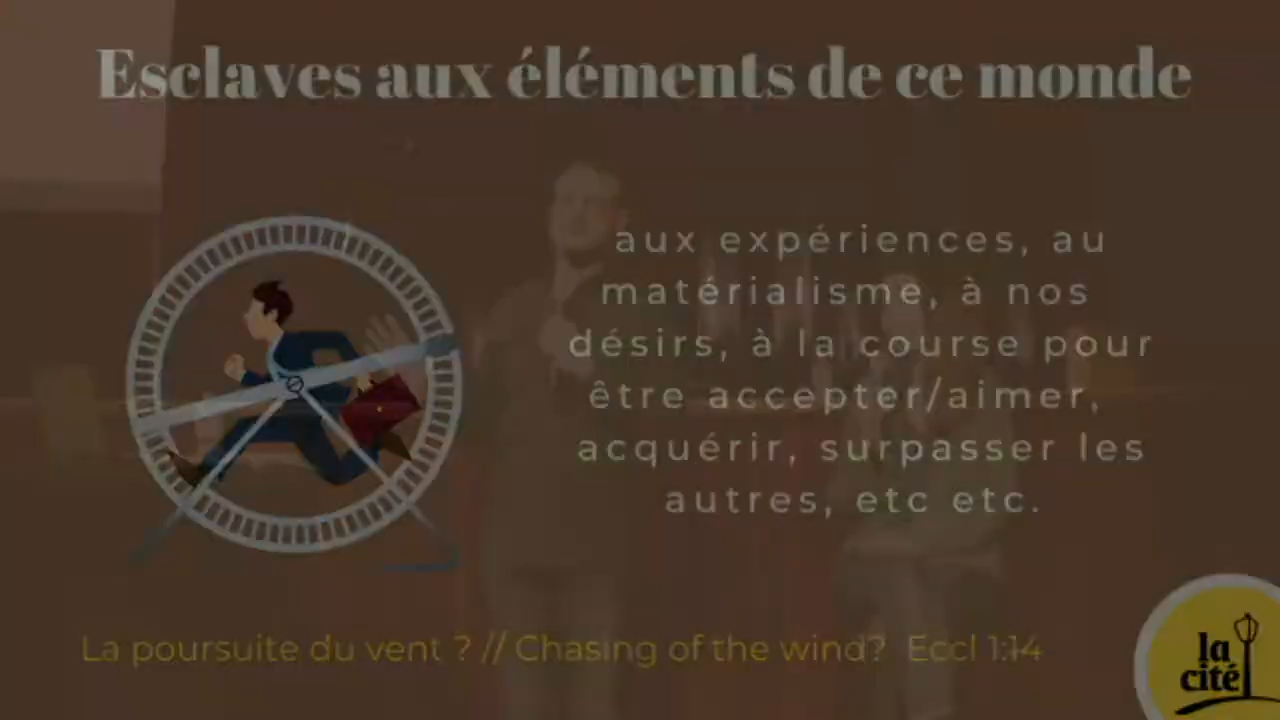 Esclaves aux éléments de ce monde
aux expériences, au
matérialisme, à nos
désirs, à la course pour
être accepter/aimer,
acquérir, surpasser les
autres, etc etc.
La poursuite du vent ? // Chasing of the wind? Eccl 1:14
la
cité